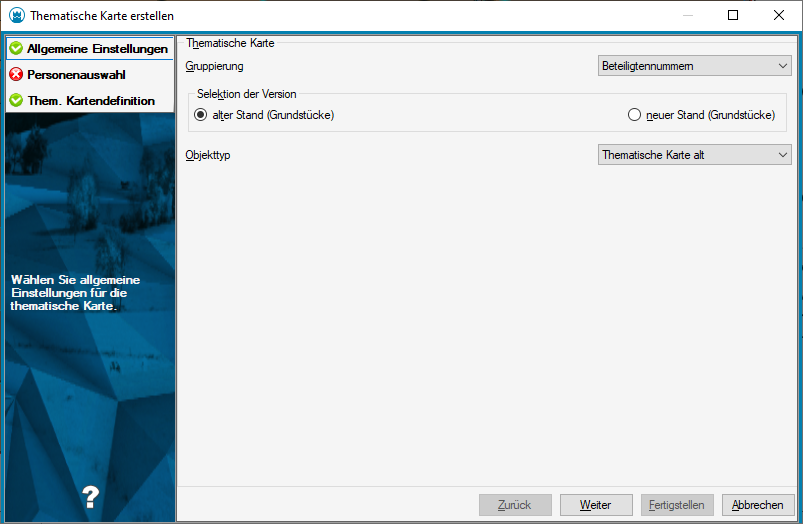 Thematische Karte erstellen
Allgemeine Einstellungen
Personenauswahl
Them. Kartendefinition
Wählen Sie allgemeine
Einstellungen für die
thematische Karte.
?
Thematische Karte
Gruppierung
Beteiligtennummern
Selektion der Version
alter Stand (Grundstücke)
neuer Stand (Grundstücke)
Objekttyp
Thematische Karte alt
Zurück
Weiter
Fertigstellen
Abbrechen